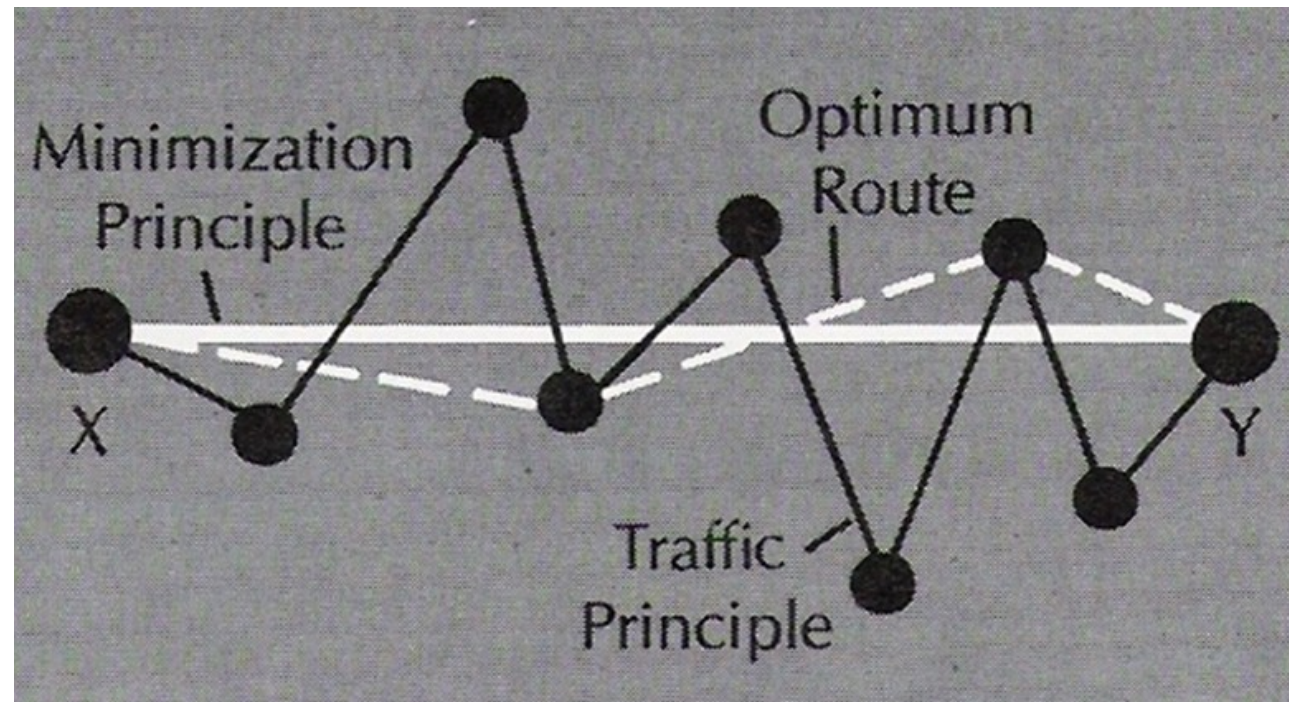 Minimization
Principle
Optimum
Route
X
Y
Traffic
Principle